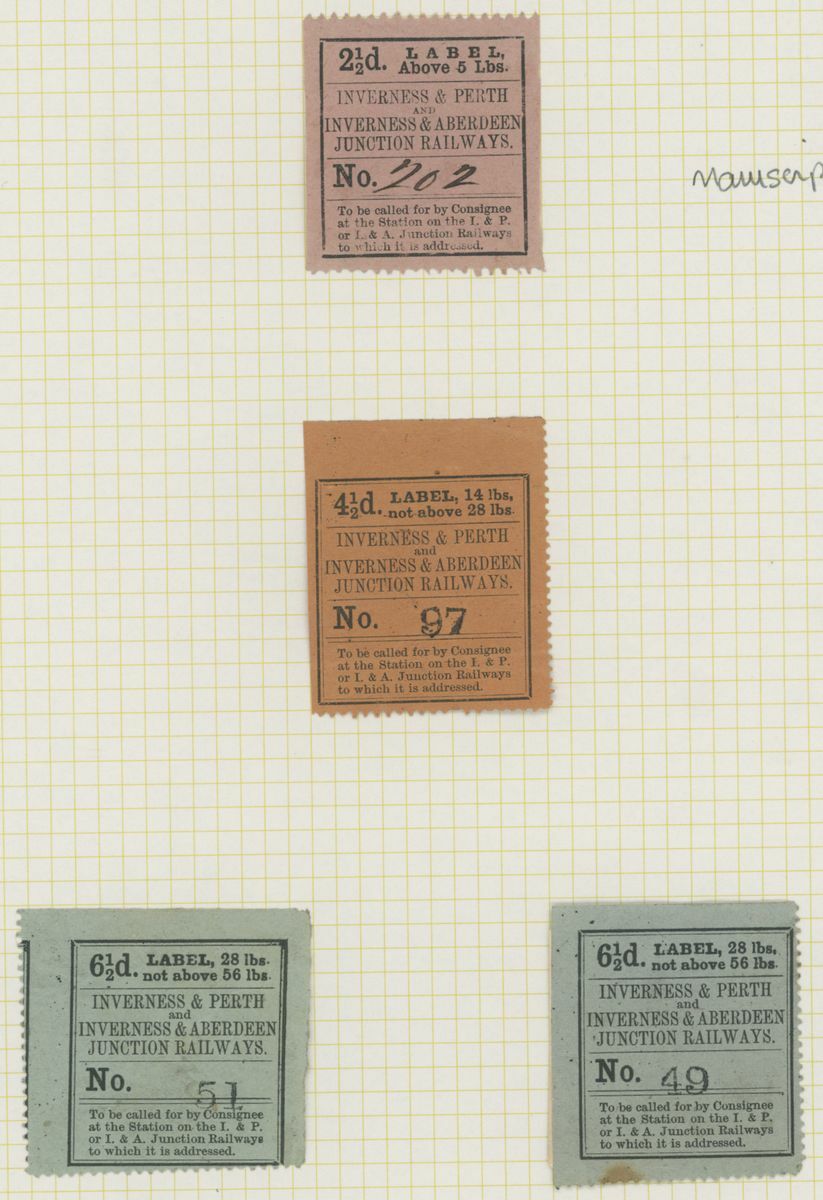 2½d. LABEL,
Above 5 Lbs.
INVERNESS & PERTH
AND
INVERNESS & ABERDEEN
JUNCTION RAILWAYS.
No. 202
To be called for by Consignee
at the Station on the I. & P.
or I. & A. Junction Railways
to which it is addressed.
4½d. LABEL, 14 lbs,
not above 28 lbs.
INVERNESS & PERTH
and
INVERNESS & ABERDEEN
JUNCTION RAILWAYS.
No. 97
To be called for by Consignee
at the Station on the I. & P.
or I. & A. Junction Railways
to which it is addressed.
6½d. LABEL, 28 lbs.
not above 56 lbs.
INVERNESS & PERTH
and
INVERNESS & ABERDEEN
JUNCTION RAILWAYS.
No. 51
To be called for by Consignee
at the Station on the I. & P.
or I. & A. Junction Railways
to which it is addressed.
6½d. LABEL, 28 lbs,
not above 56 lbs.
INVERNESS & PERTH
and
INVERNESS & ABERDEEN
JUNCTION RAILWAYS.
No. 49
To be called for by Consignee
at the Station on the I. & P.
or I. & A. Junction Railways
to which it is addressed.